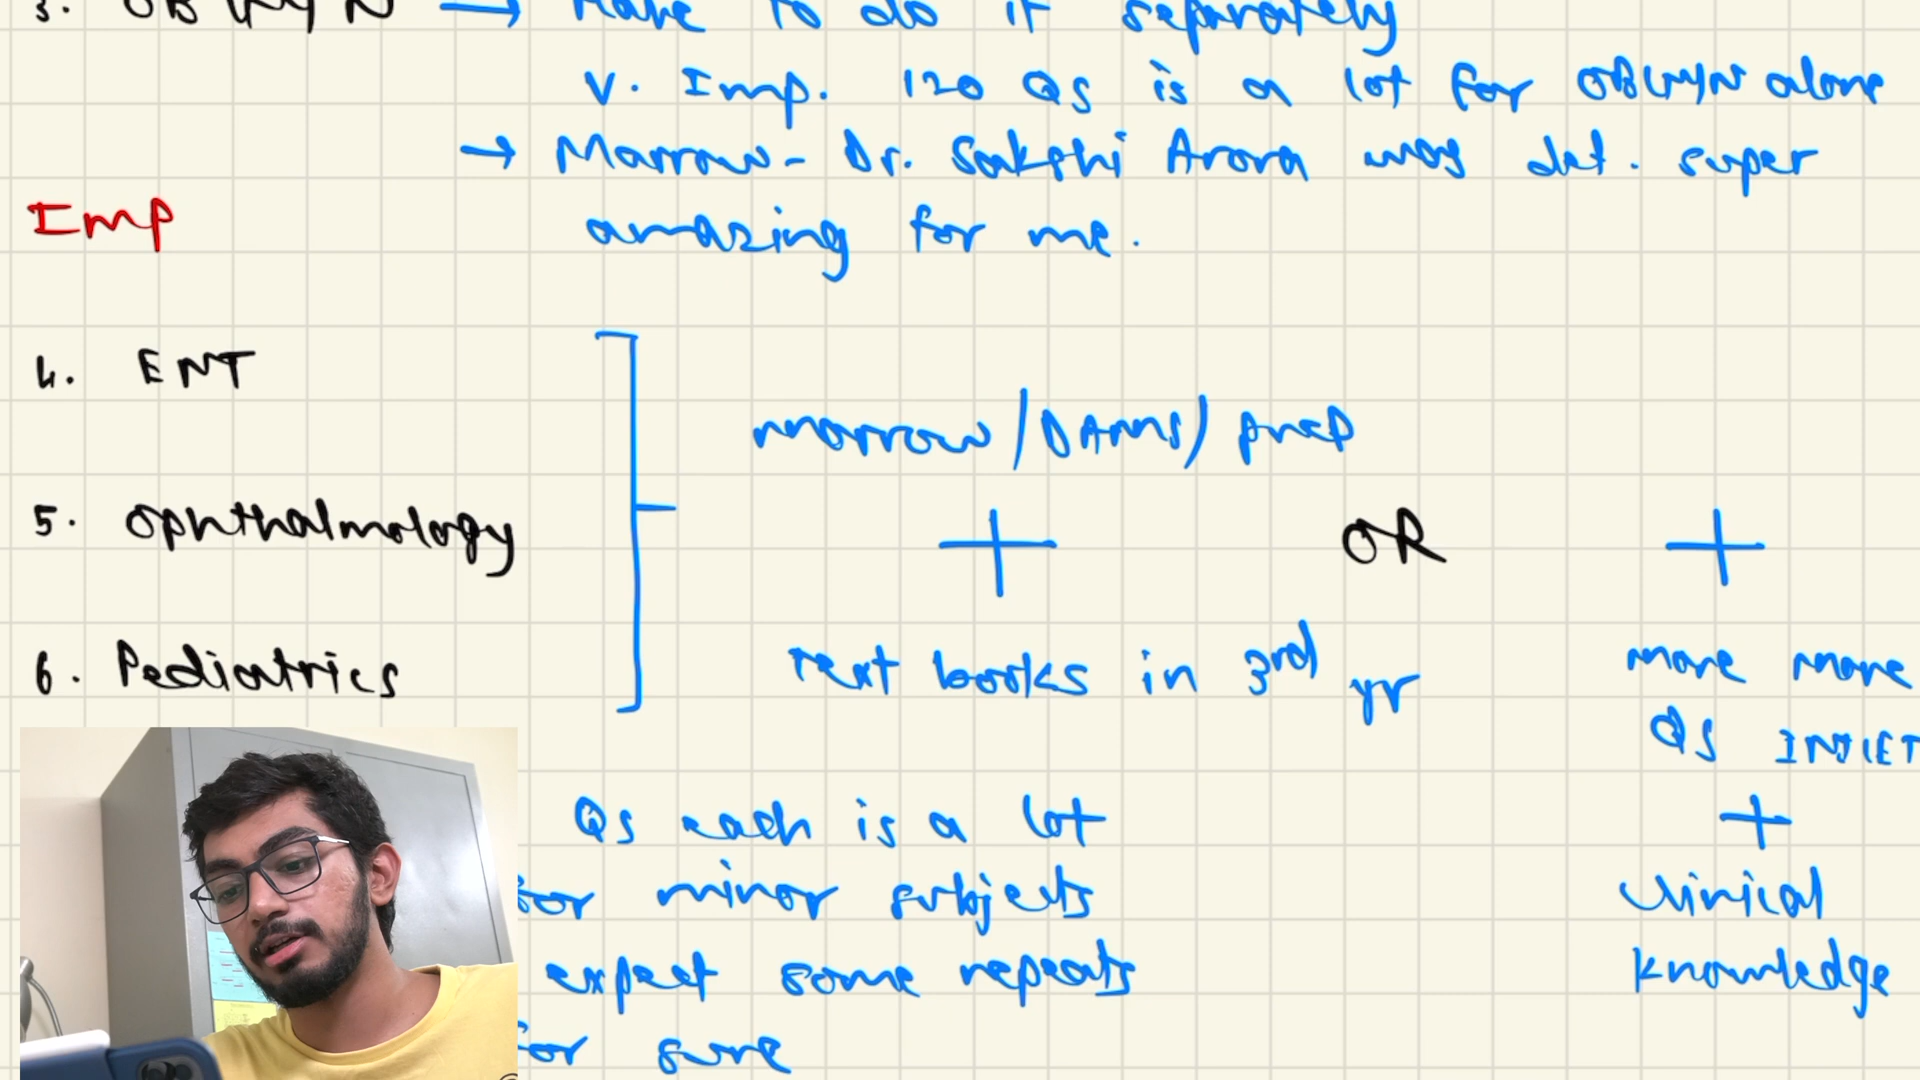 3. OBGYN → Have to do it separately
V. Imp. 120 Qs is a lot for OBGYN alone
→ Marrow - Dr. Sakshi Arora was def. super
Imp
amazing for me.
4. ENT
marrow / DAMS / prep
5. Ophthalmology
+ OR +
6. Pediatrics
Text books in 3rd yr
more more
Qs INICET
Qs each is a lot
+
for minor subjects
clinical
expect some repeats
knowledge
for sure